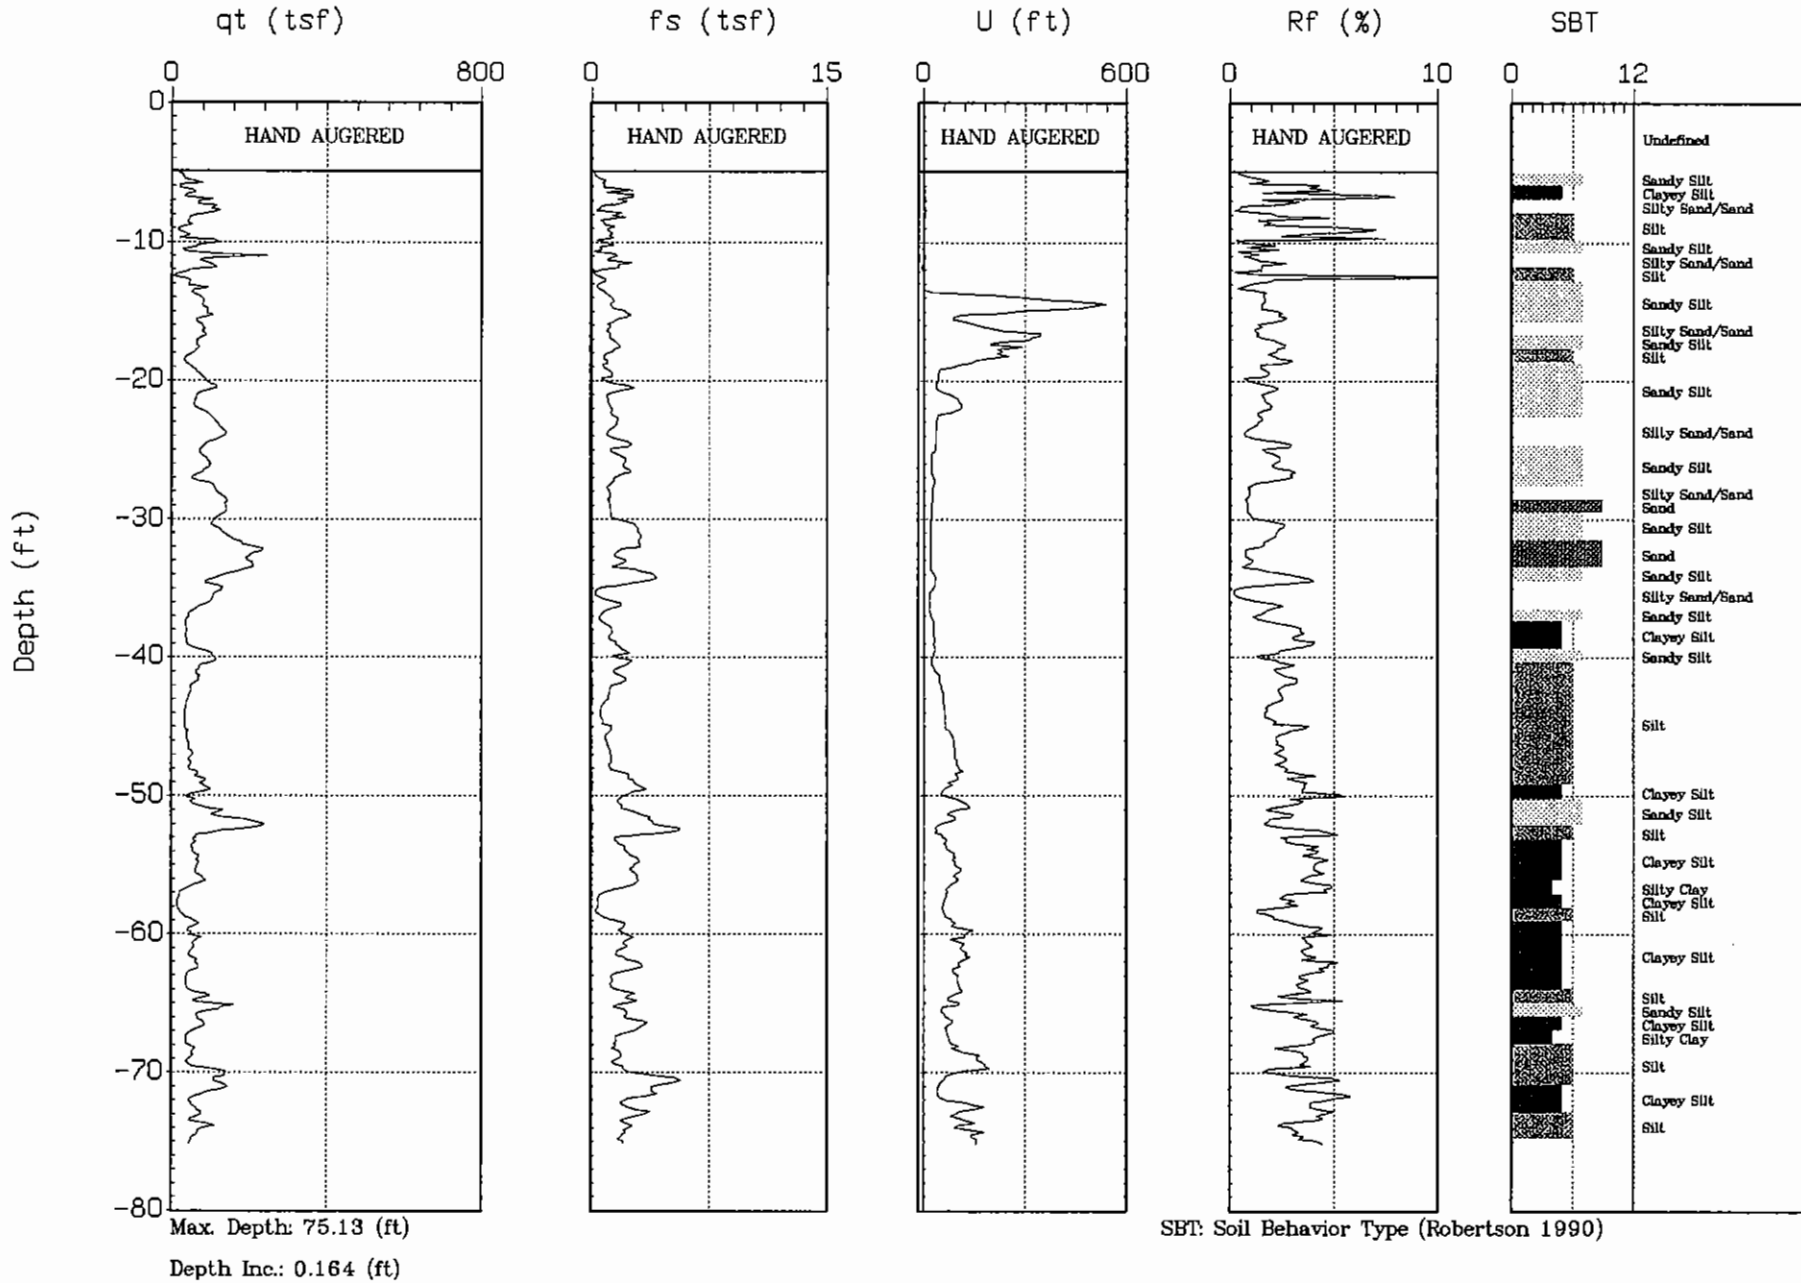 qt (tsf) fs (tsf) U (ft) Rf (%) SBT
0 800 0 15 0 600 0 10 0 12
0
HAND AUGERED HAND AUGERED HAND AUGERED HAND AUGERED Undefined
Sandy Silt
Clayey Silt
Silty Sand/Sand
Silt
-10
Sandy Silt
Silty Sand/Sand
Silt
Sandy Silt
Silty Sand/Sand
Sandy Silt
Silt
-20
Sandy Silt
Silty Sand/Sand
Sandy Silt
Silty Sand/Sand
Sand
-30
Sandy Silt
Sand
Sandy Silt
Silty Sand/Sand
Sandy Silt
Clayey Silt
-40
Sandy Silt
Silt
-50
Clayey Silt
Sandy Silt
Silt
Clayey Silt
Silty Clay
Clayey Silt
Silt
-60
Clayey Silt
Silt
Sandy Silt
Clayey Silt
Silty Clay
-70
Silt
Clayey Silt
Silt
-80
Depth (ft)
Max. Depth: 75.13 (ft) SBT: Soil Behavior Type (Robertson 1990)
Depth Inc.: 0.164 (ft)